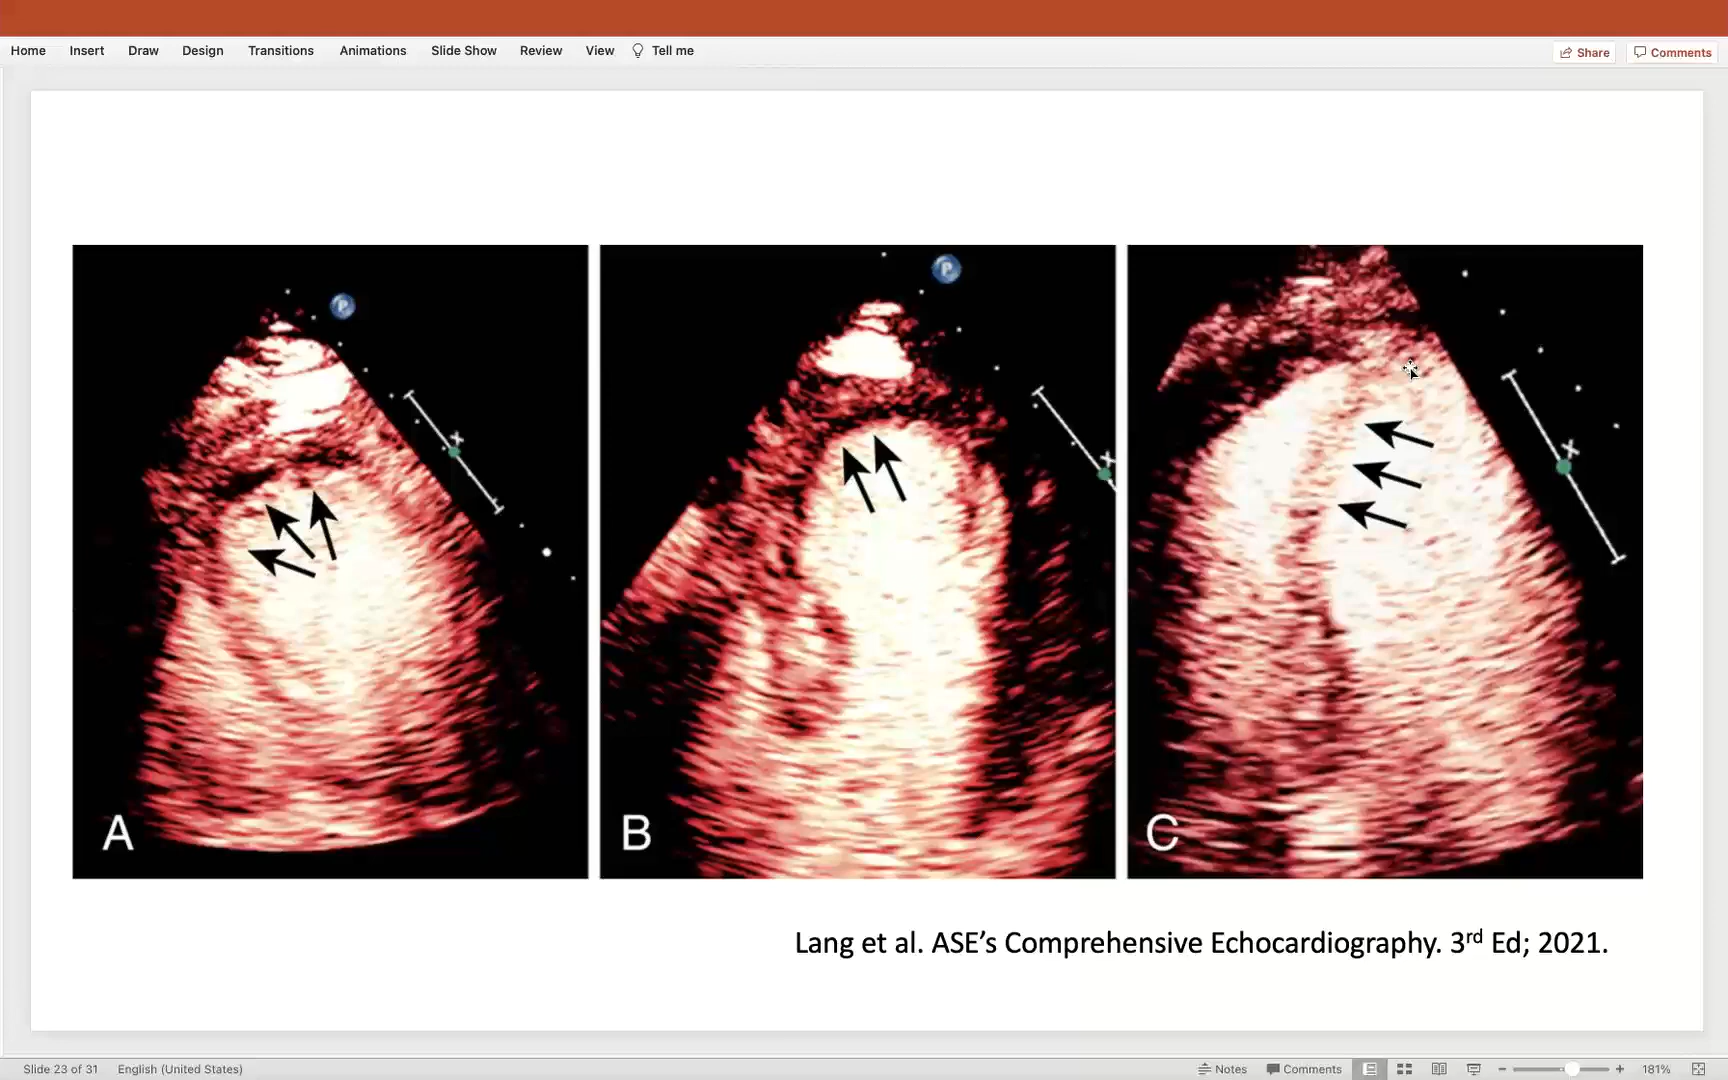 Home Insert Draw Design Transitions Animations Slide Show Review View Tell me Share Comments
P
P
X
X
X
A
B
C
Lang et al. ASE’s Comprehensive Echocardiography. 3rd Ed; 2021.
Slide 23 of 31 English (United States) Notes Comments 181%